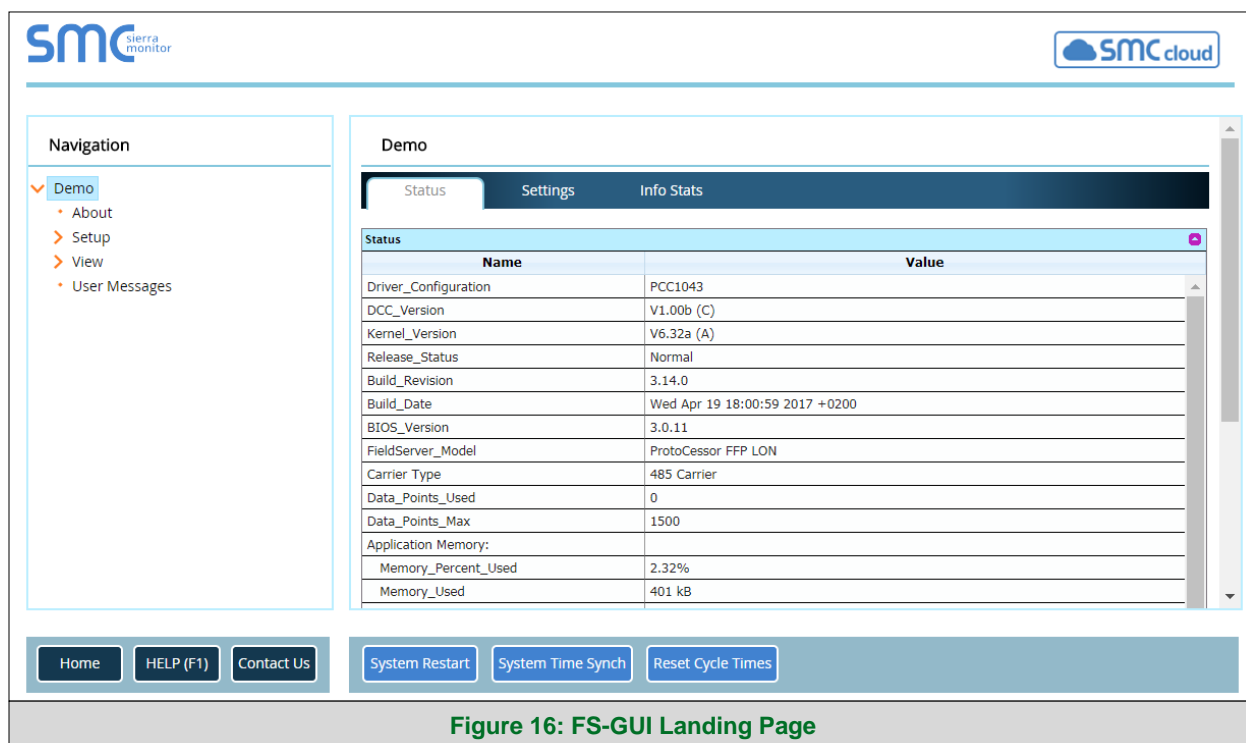 SMC sierra monitor
SMC cloud
Navigation
Demo
About
Setup
View
User Messages
Demo
Status Settings Info Stats
Status
Name Value
Driver_Configuration PCC1043
DCC_Version V1.00b (C)
Kernel_Version V6.32a (A)
Release_Status Normal
Build_Revision 3.14.0
Build_Date Wed Apr 19 18:00:59 2017 +0200
BIOS_Version 3.0.11
FieldServer_Model ProtoCessor FFP LON
Carrier Type 485 Carrier
Data_Points_Used 0
Data_Points_Max 1500
Application Memory:
Memory_Percent_Used 2.32%
Memory_Used 401 kB
Home HELP (F1) Contact Us System Restart System Time Synch Reset Cycle Times
Figure 16: FS-GUI Landing Page